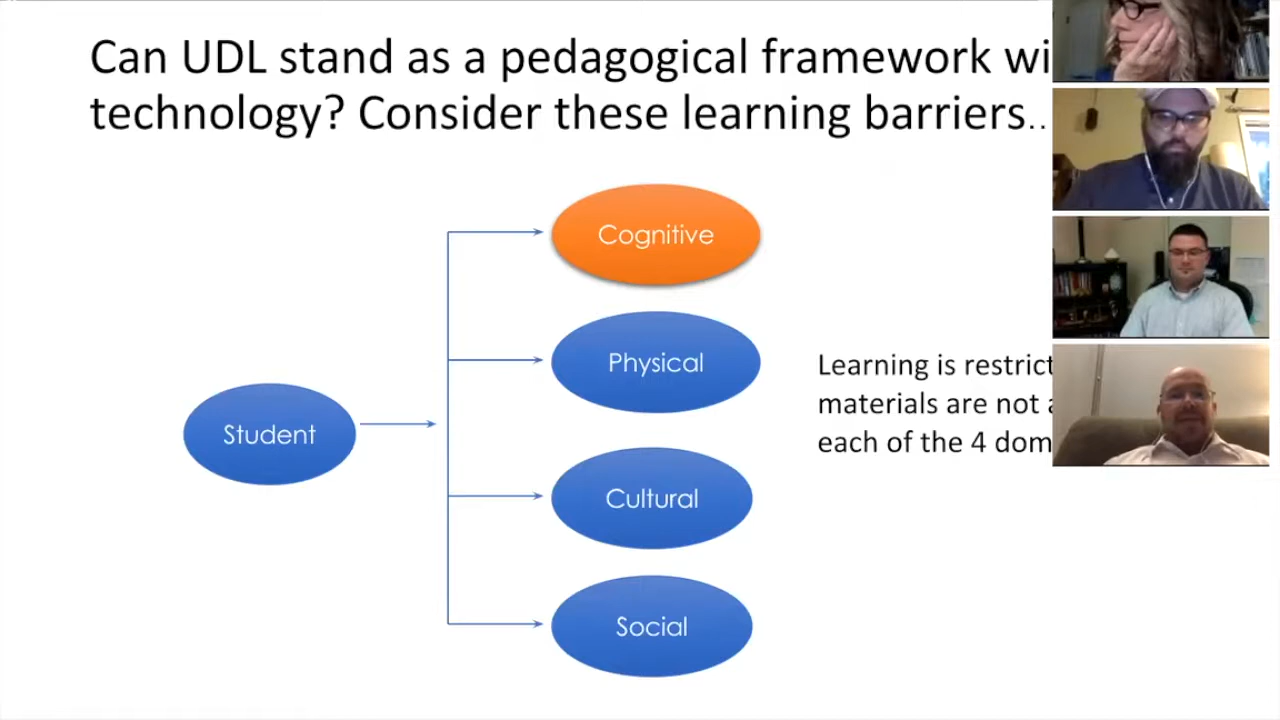 Can UDL stand as a pedagogical framework wi
technology? Consider these learning barriers..
Cognitive
Physical
Learning is restrict
materials are not a
each of the 4 dom
Student
Cultural
Social